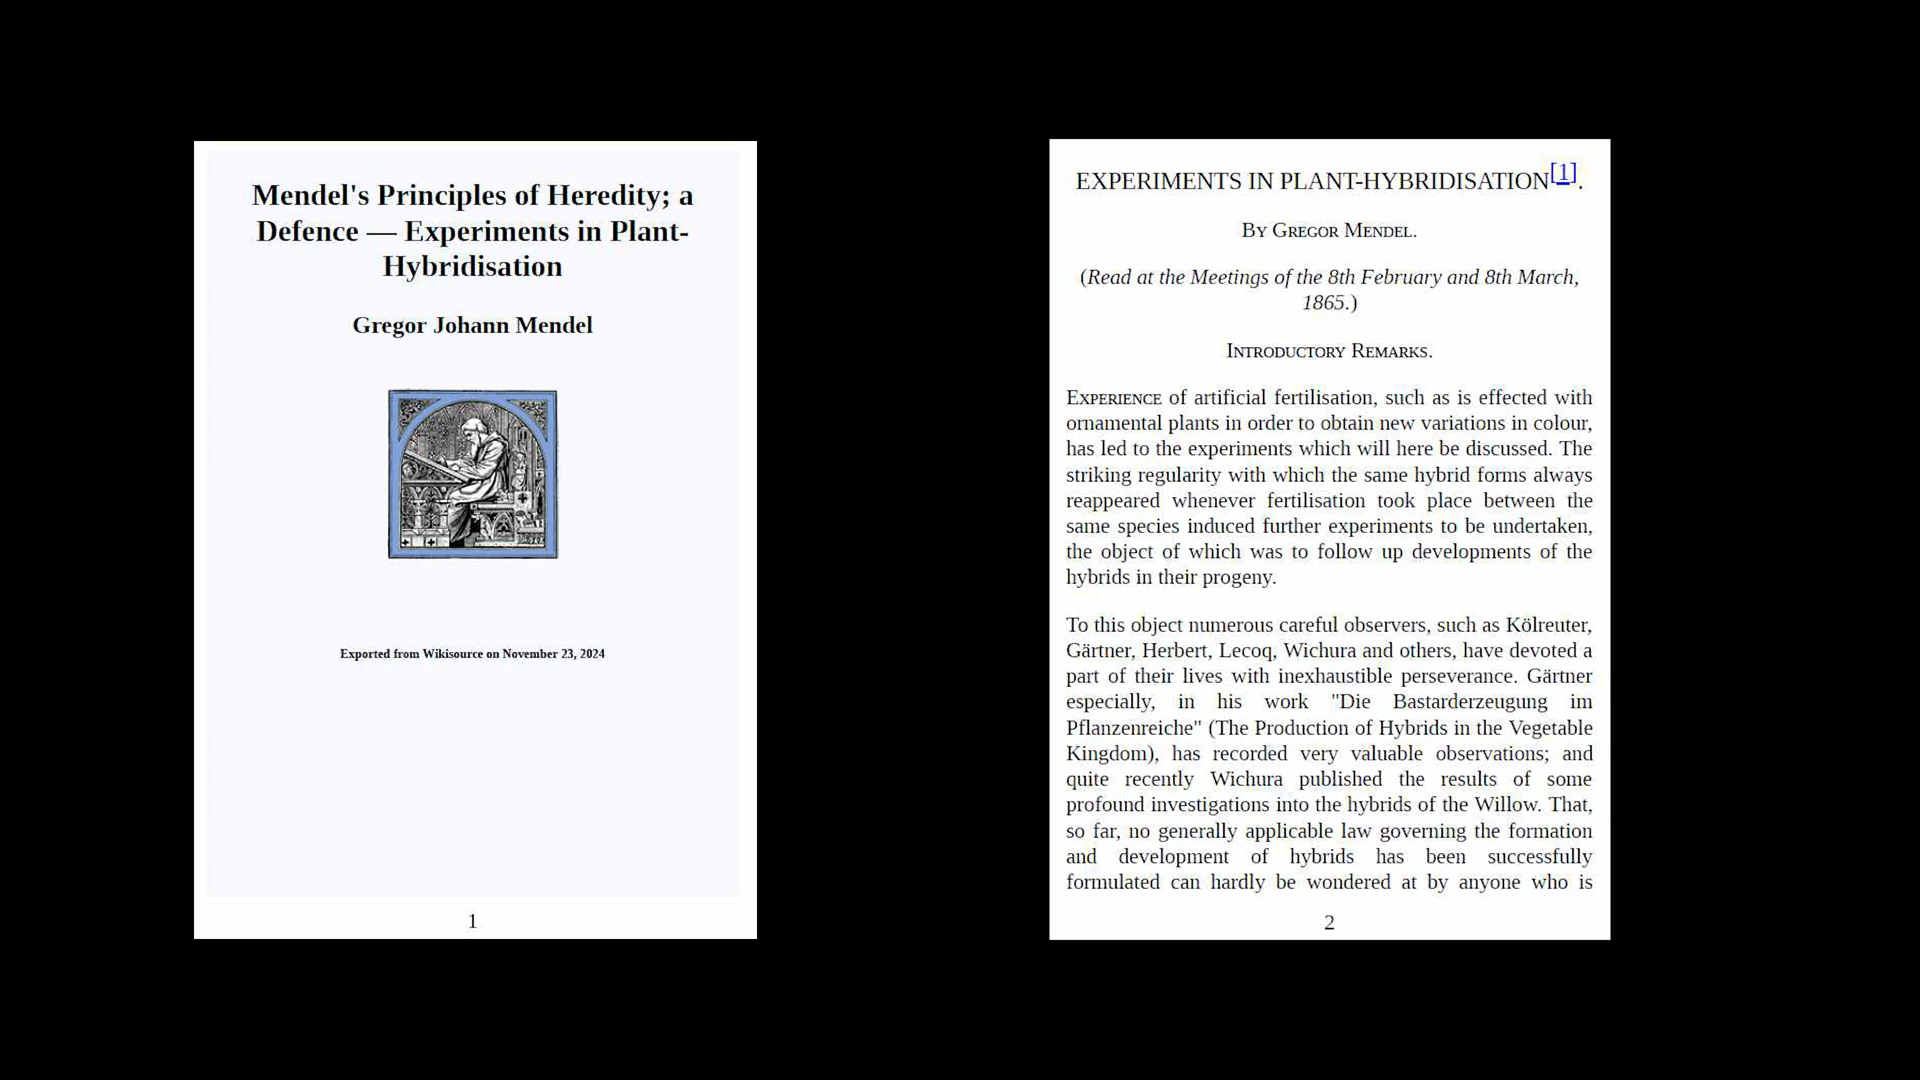 Mendel's Principles of Heredity; a
Defence — Experiments in Plant-
Hybridisation
Gregor Johann Mendel
Exported from Wikisource on November 23, 2024
1
EXPERIMENTS IN PLANT-HYBRIDISATION[1].
By Gregor Mendel.
(Read at the Meetings of the 8th February and 8th March,
1865.)
Introductory Remarks.
Experience of artificial fertilisation, such as is effected with
ornamental plants in order to obtain new variations in colour,
has led to the experiments which will here be discussed. The
striking regularity with which the same hybrid forms always
reappeared whenever fertilisation took place between the
same species induced further experiments to be undertaken,
the object of which was to follow up developments of the
hybrids in their progeny.
To this object numerous careful observers, such as Kölreuter,
Gärtner, Herbert, Lecoq, Wichura and others, have devoted a
part of their lives with inexhaustible perseverance. Gärtner
especially, in his work "Die Bastarderzeugung im
Pflanzenreiche" (The Production of Hybrids in the Vegetable
Kingdom), has recorded very valuable observations; and
quite recently Wichura published the results of some
profound investigations into the hybrids of the Willow. That,
so far, no generally applicable law governing the formation
and development of hybrids has been successfully
formulated can hardly be wondered at by anyone who is
2